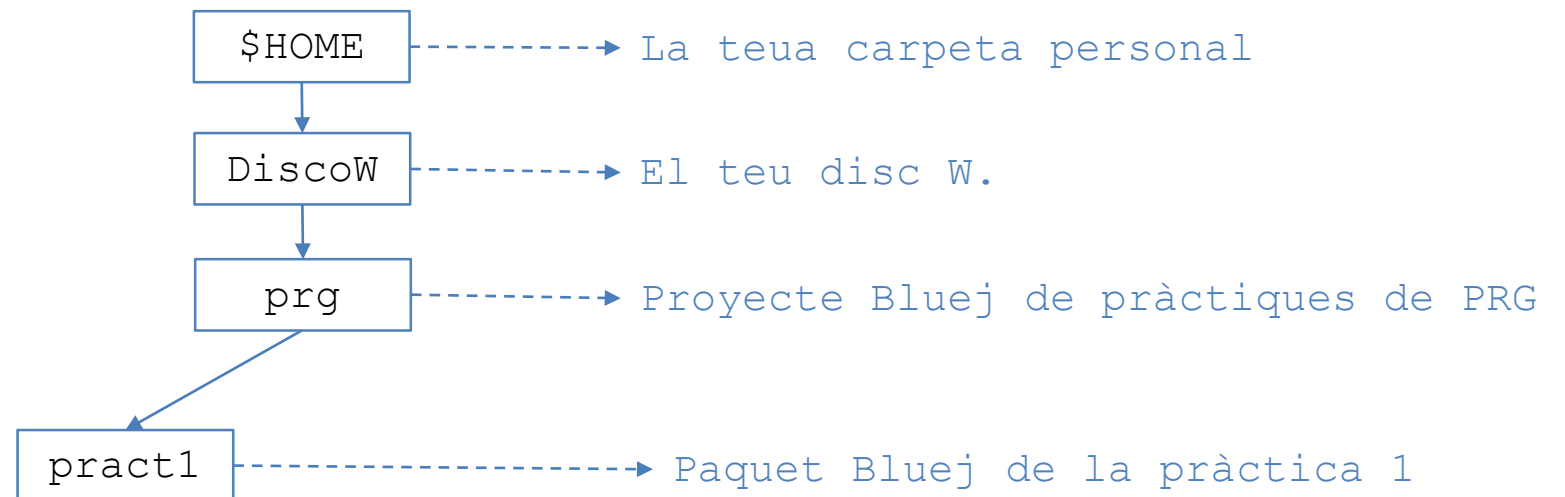 $HOME
La teua carpeta personal
DiscoW
El teu disc W.
prg
Proyecte Bluej de pràctiques de PRG
pract1
Paquet Bluej de la pràctica 1